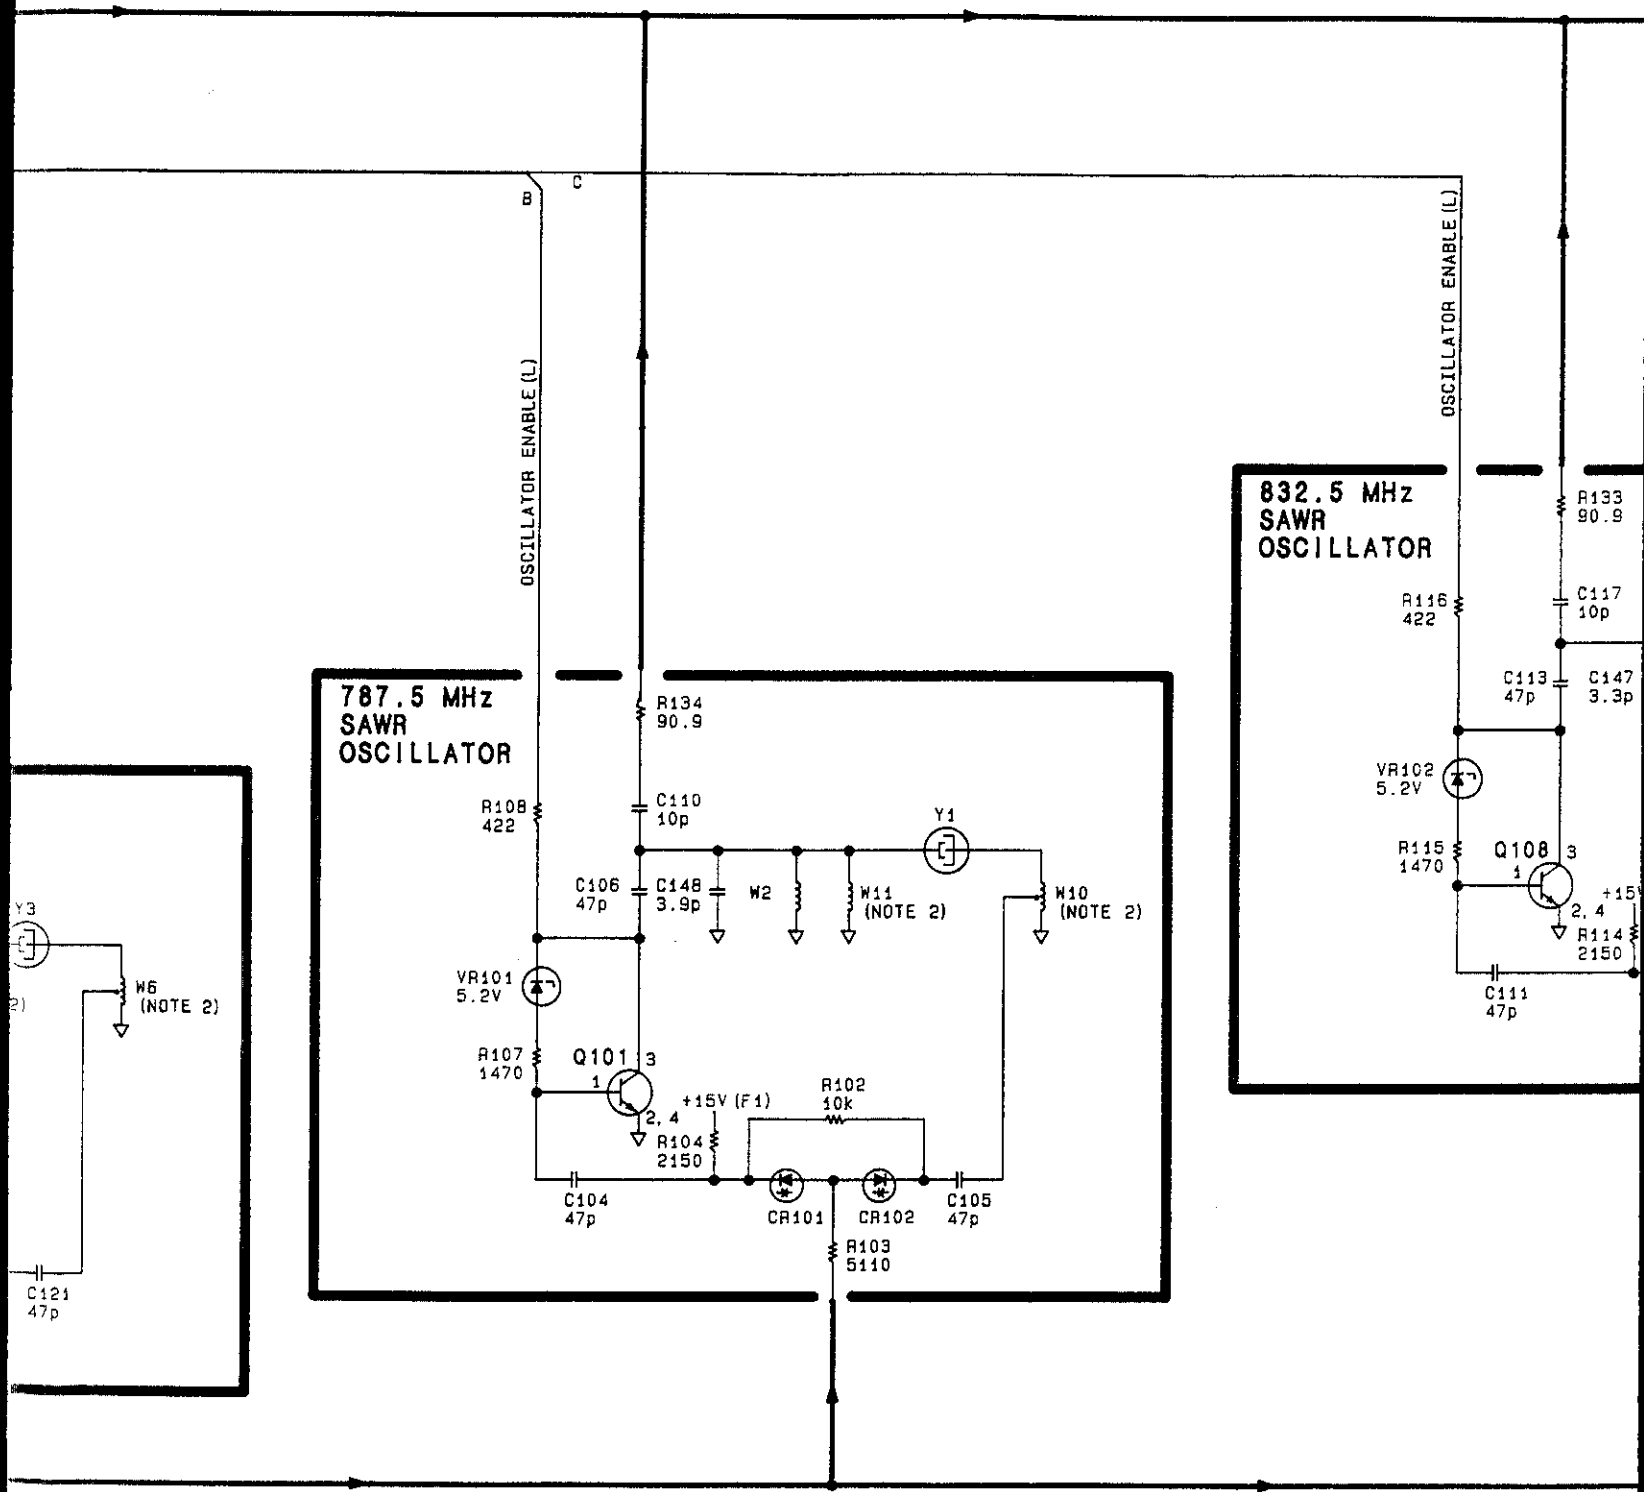 B
C
OSCILLATOR ENABLE(L)
OSCILLATOR ENABLE(L)
787.5 MHz
SAWR
OSCILLATOR
R134
90.9
R108
422
C110
10p
Y1
C106
47p
C148
3.9p
W2
W11
(NOTE 2)
W10
(NOTE 2)
VR101
5.2V
R107
1470
Q101
3
1
2, 4
+15V (F1)
R104
2150
R102
10k
C104
47p
CR101
CR102
C105
47p
R103
5110
832.5 MHz
SAWR
OSCILLATOR
R133
90.9
R116
422
C117
10p
C113
47p
C147
3.3p
VR102
5.2V
R115
1470
Q108
3
1
2, 4
+15
R114
2150
C111
47p
Y3
2)
W6
(NOTE 2)
C121
47p